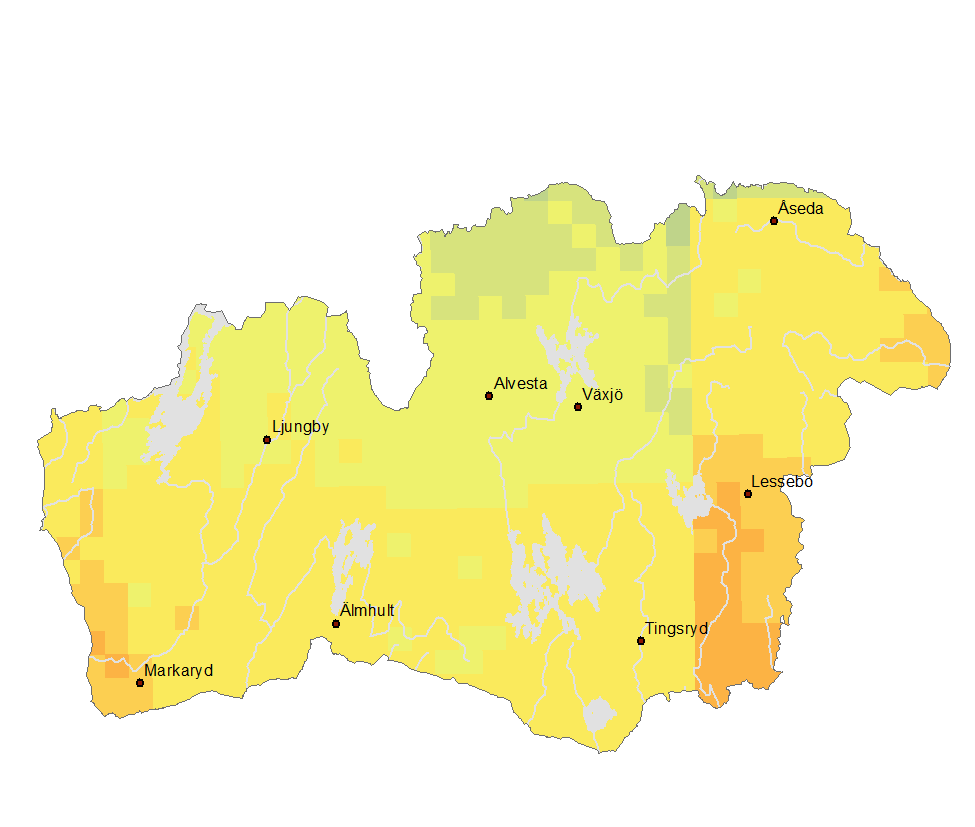 Åseda
Alvesta
Växjö
Ljungby
Lessebo
Älmhult
Tingsryd
Markaryd